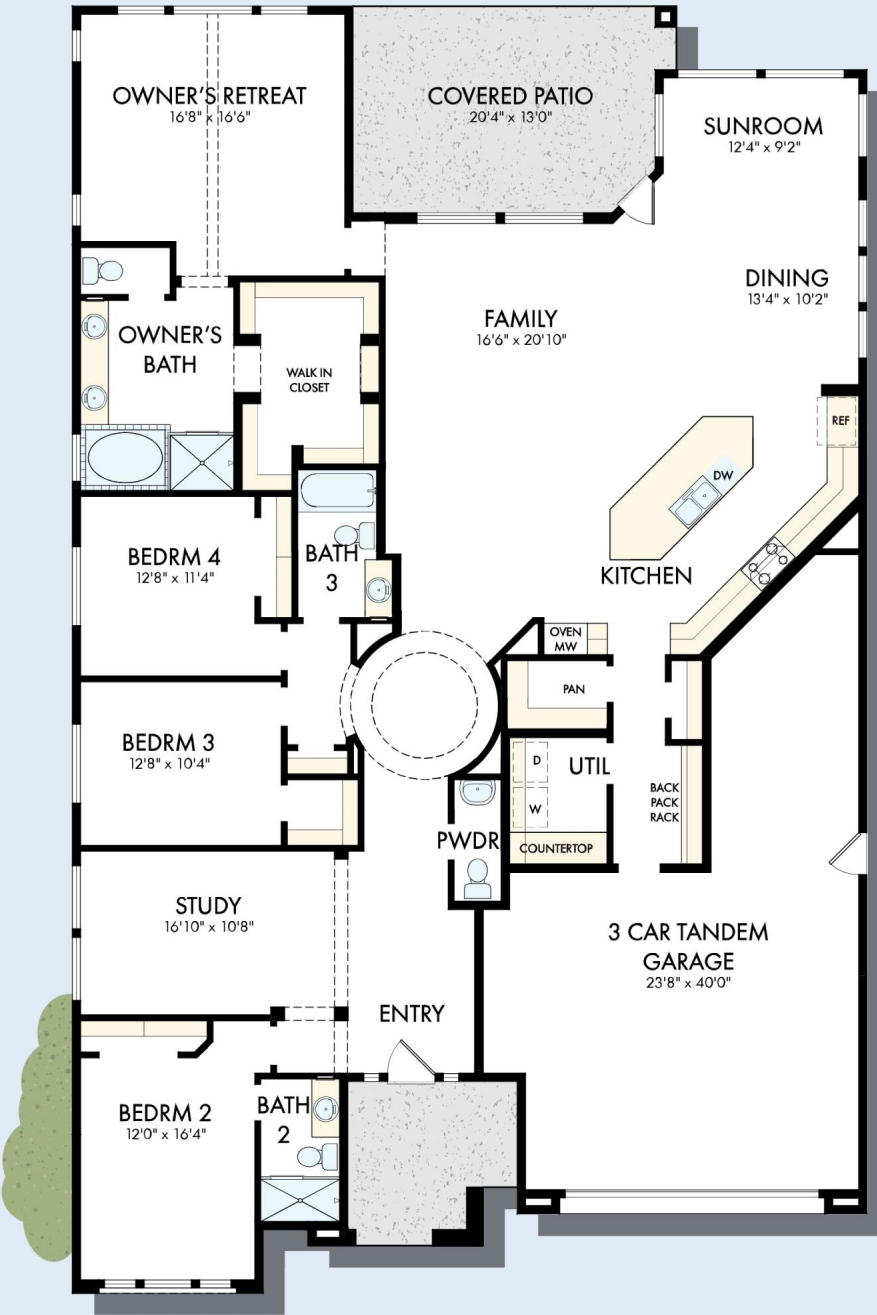 OWNER'S RETREAT
16'8" x 16'6"
COVERED PATIO
20'4" x 13'0"
SUNROOM
12'4" x 9'2"
DINING
13'4" x 10'2"
FAMILY
16'6" x 20'10"
OWNER'S
BATH
WALK IN
CLOSET
REF
DW
BEDRM 4
12'8" x 11'4"
BATH
3
KITCHEN
OVEN
MW
PAN
BEDRM 3
12'8" x 10'4"
D
UTIL
W
BACK
PACK
RACK
PWDR
COUNTERTOP
STUDY
16'10" x 10'8"
3 CAR TANDEM
GARAGE
23'8" x 40'0"
ENTRY
BEDRM 2
12'0" x 16'4"
BATH
2